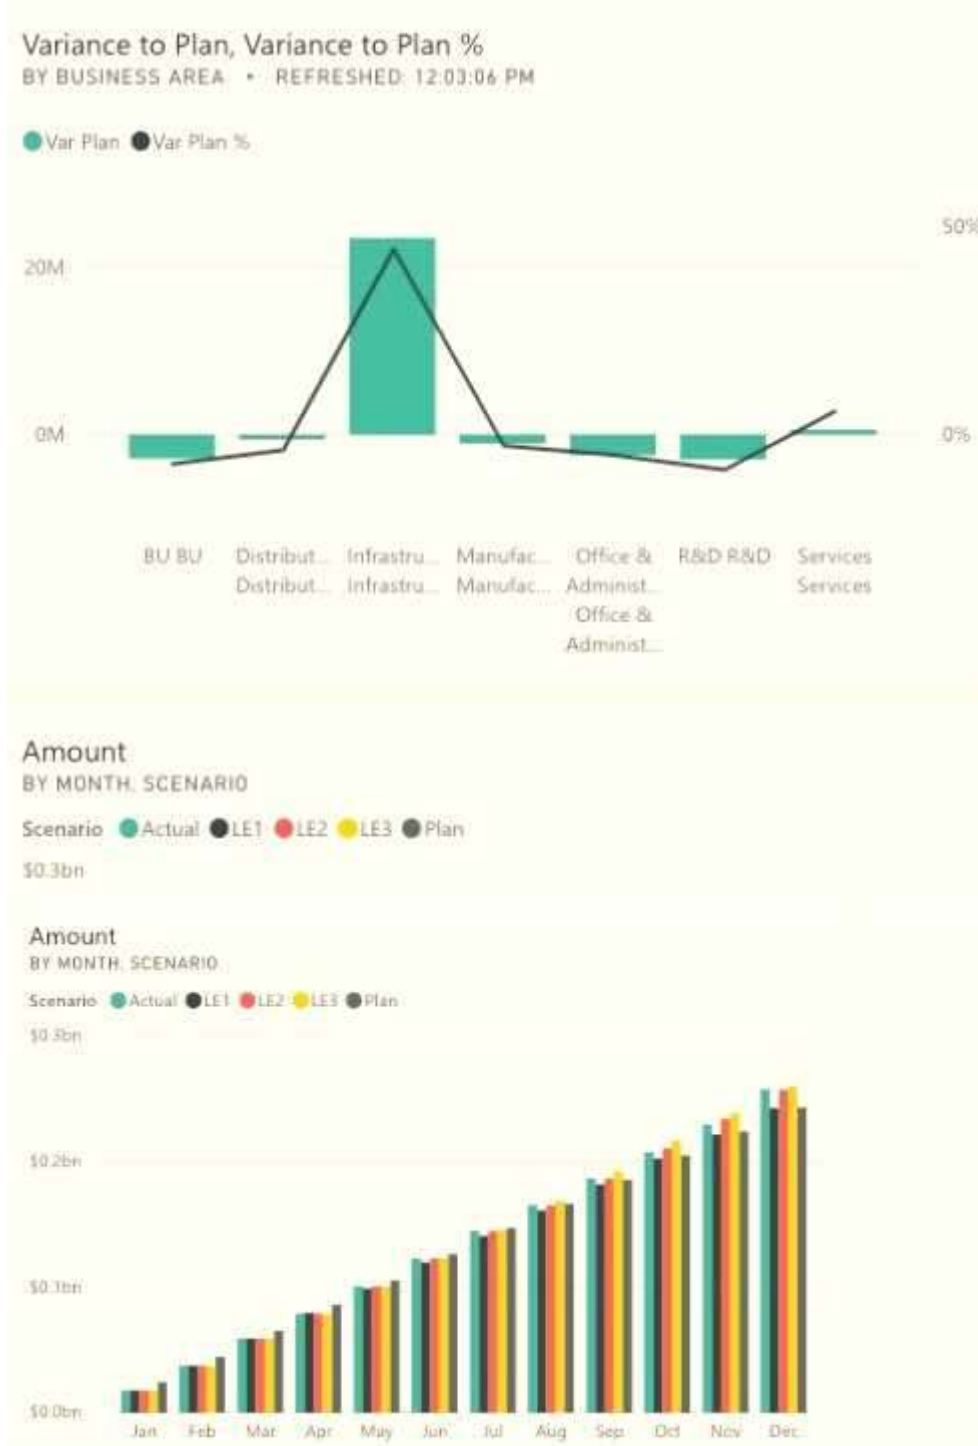 Variance to Plan, Variance to Plan %
BY BUSINESS AREA • REFRESHED: 12:03:06 PM
Var Plan Var Plan %
50%
20M
0M 0%
BU BU Distribut... Infrastru... Manufac... Office & R&D R&D Services
Distribut... Infrastru... Manufac... Administ... Services
Office &
Administ...
Amount
BY MONTH, SCENARIO
Scenario Actual LE1 LE2 LE3 Plan
$0.3bn
Amount
BY MONTH, SCENARIO
Scenario Actual LE1 LE2 LE3 Plan
$0.3bn
$0.2bn
$0.1bn
$0.0bn
Jan Feb Mar Apr May Jun Jul Aug Sep Oct Nov Dec